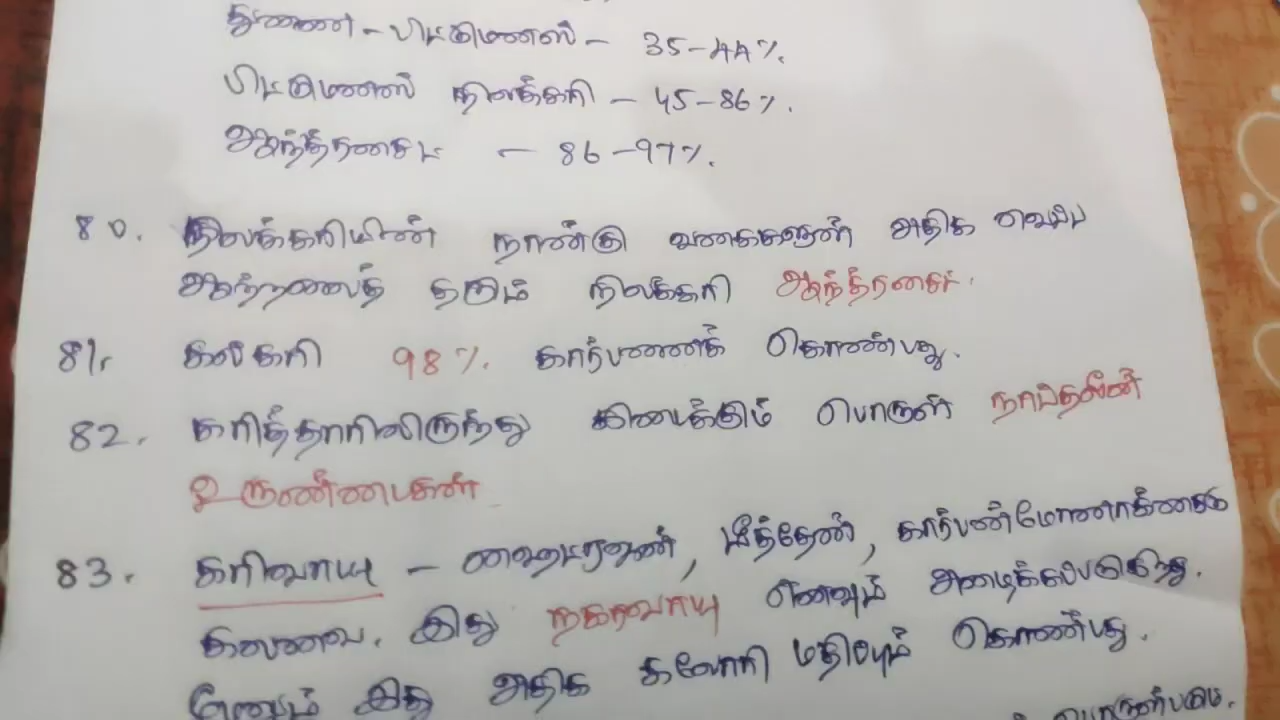 துணை - பிட்டுமினஸ் - 35-44%.
பிட்டுமினஸ் நிலக்கரி - 45-86%.
ஆந்த்ரசைட் - 86-97%.
80. நிலக்கரியின் நான்கு வகைகளுள் அதிக வெப்ப
ஆற்றலைத் தரும் நிலக்கரி ஆந்த்ரசைட்.
81. கல்கரி 98%. கார்பனைக் கொண்டது.
82. கரித்தாரிலிருந்து கிடைக்கும் பொருள் நாப்தலீன்
உருண்டைகள்
83. கரிவாயு - ஹைட்ரஜன், மீத்தேன், கார்பன்மோனாக்சைடு
கலவை. இது நகரவாயு எனவும் அழைக்கப்படுகிறது.
மேலும் இது அதிக கலோரி மதிப்பும் கொண்டது.